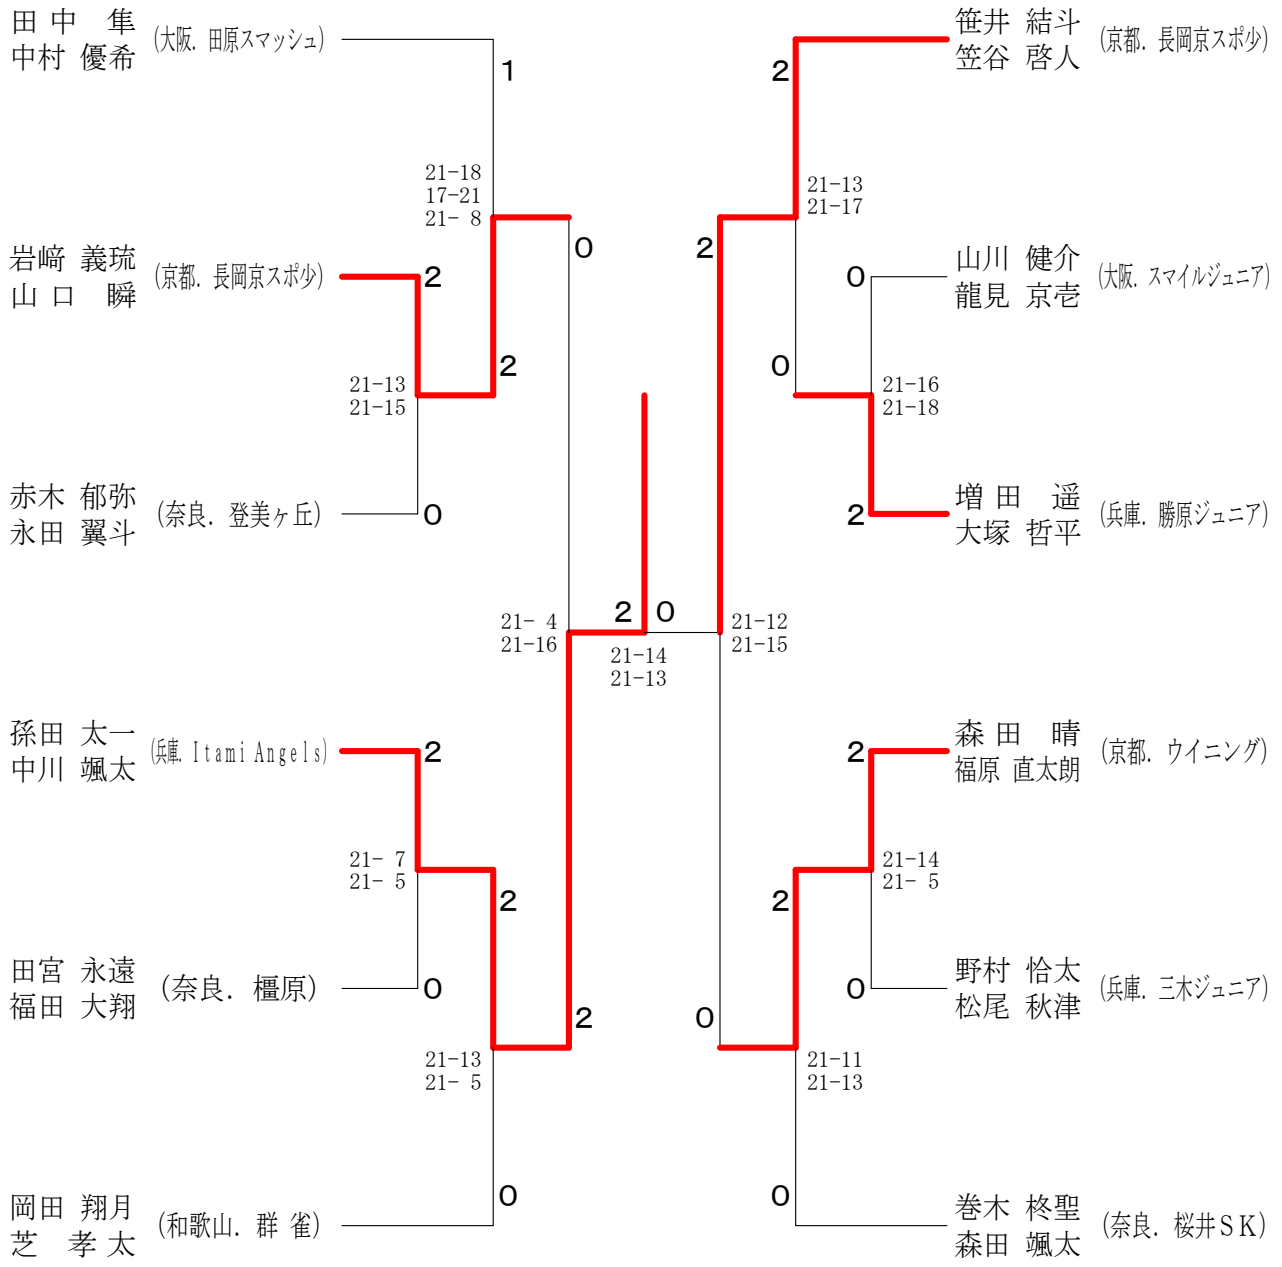 田中 隼
中村 優希
(大阪. 田原スマッシュ)
1
21-18
17-21
21- 8
0
岩﨑 義琉
山口 瞬
(京都. 長岡京スポ少)
2
2
21-13
21-15
赤木 郁弥
永田 翼斗
(奈良. 登美ヶ丘)
0
21- 4
21-16
孫田 太一
中川 颯太
(兵庫. Itami Angels)
2
21- 7
21- 5
2
田宮 永遠
福田 大翔
(奈良. 橿原)
0
2
21-13
21- 5
岡田 翔月
芝 孝太
(和歌山. 群 雀)
0
2 0
21-14
21-13
笹井 結斗
笠谷 啓人
(京都. 長岡京スポ少)
2
21-13
21-17
2
山川 健介
龍見 京壱
(大阪. スマイルジュニア)
0
0
21-16
21-18
増田 遥
大塚 哲平
(兵庫. 勝原ジュニア)
2
21-12
21-15
森田 晴
福原 直太朗
(京都. ウイニング)
2
21-14
21- 5
2
野村 恰太
松尾 秋津
(兵庫. 三木ジュニア)
0
0
21-11
21-13
巻木 柊聖
森田 颯太
(奈良. 桜井SK)
0